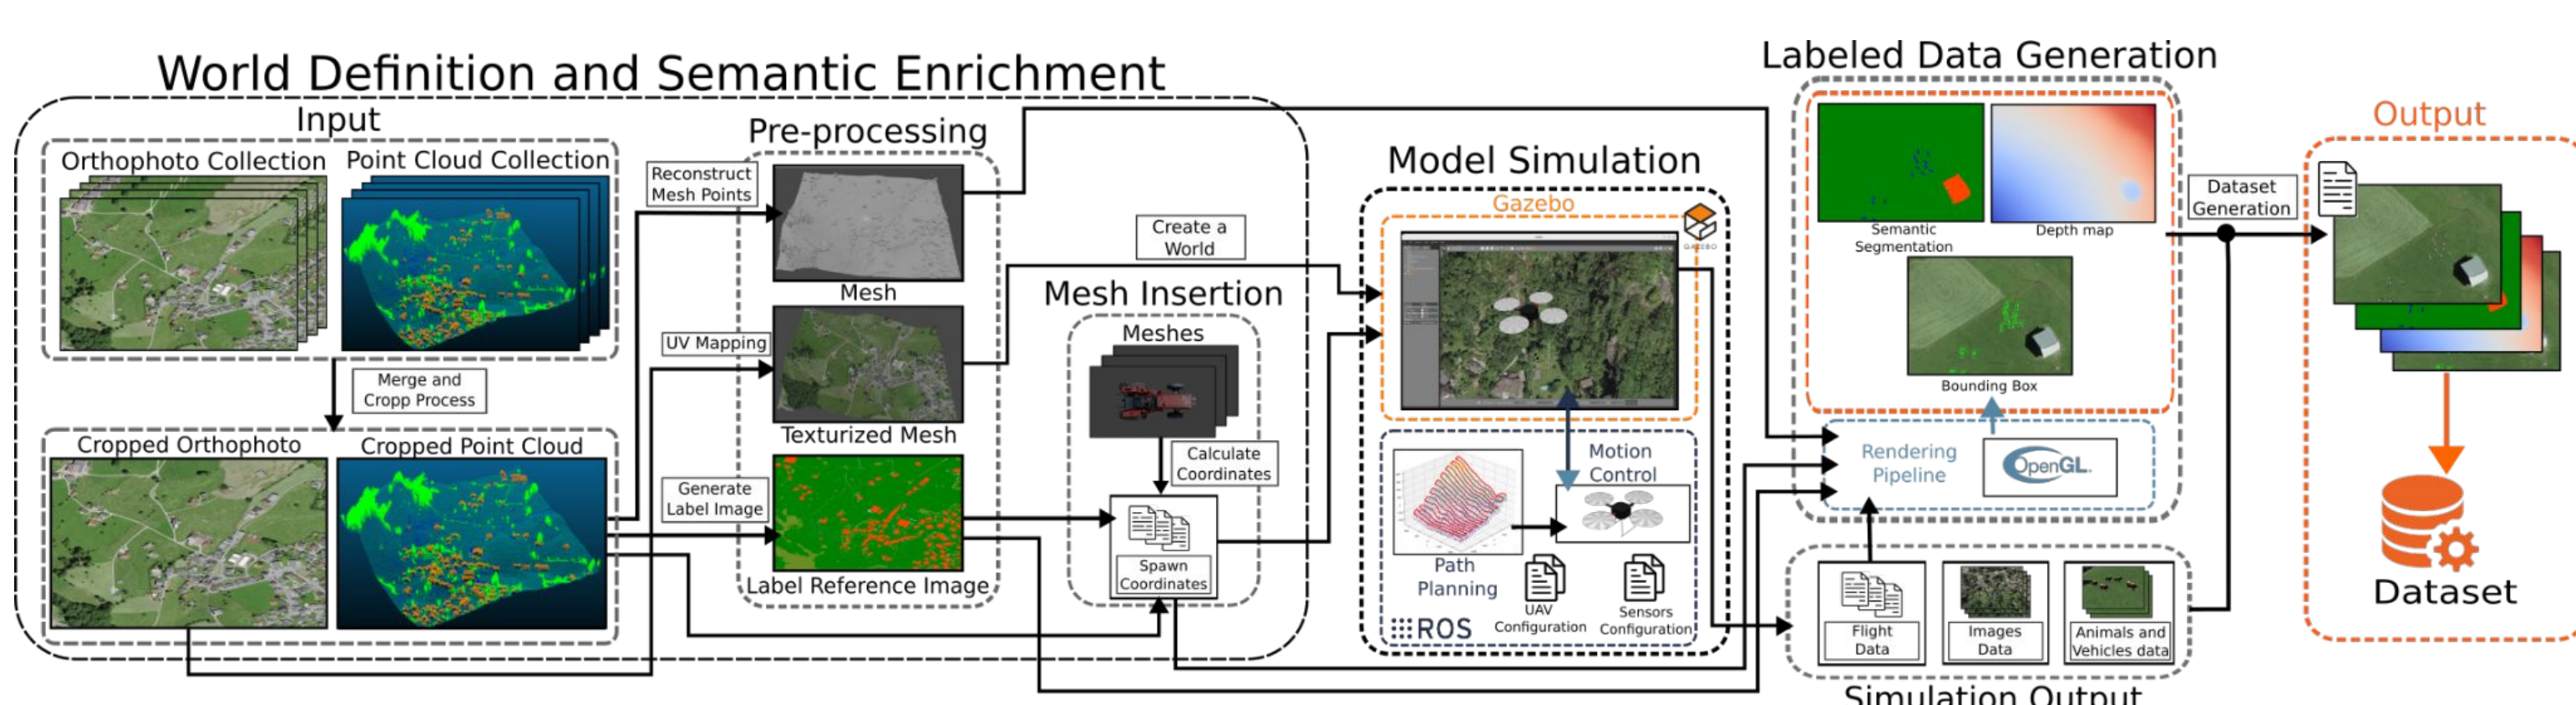 World Definition and Semantic Enrichment
Input
Orthophoto Collection
Point Cloud Collection
Merge and
Cropp Process
Cropped Orthophoto
Cropped Point Cloud
Reconstruct
Mesh Points
UV Mapping
Generate
Label Image
Pre-processing
Mesh
Texturized Mesh
Label Reference Image
Create a
World
Mesh Insertion
Meshes
Calculate
Coordinates
Spawn
Coordinates
Model Simulation
Gazebo
GAZEBO
Motion
Control
Path
Planning
UAV
Configuration
Sensors
Configuration
ROS
Labeled Data Generation
Semantic
Segmentation
Depth map
Bounding Box
Rendering
Pipeline
OpenGL.
Flight
Data
Images
Data
Animals and
Vehicles data
Simulation Output
Dataset
Generation
Output
Dataset